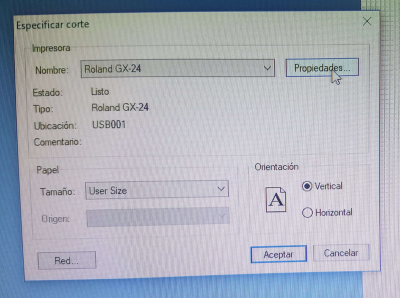 Especificar corte
Impresora
Nombre: Roland GX-24 Propiedades...
Estado: Listo
Tipo: Roland GX-24
Ubicación: USB001
Comentario:
Papel
Orientación
Tamaño: User Size
Vertical
A
Origen:
Horizontal
Red... Aceptar Cancelar